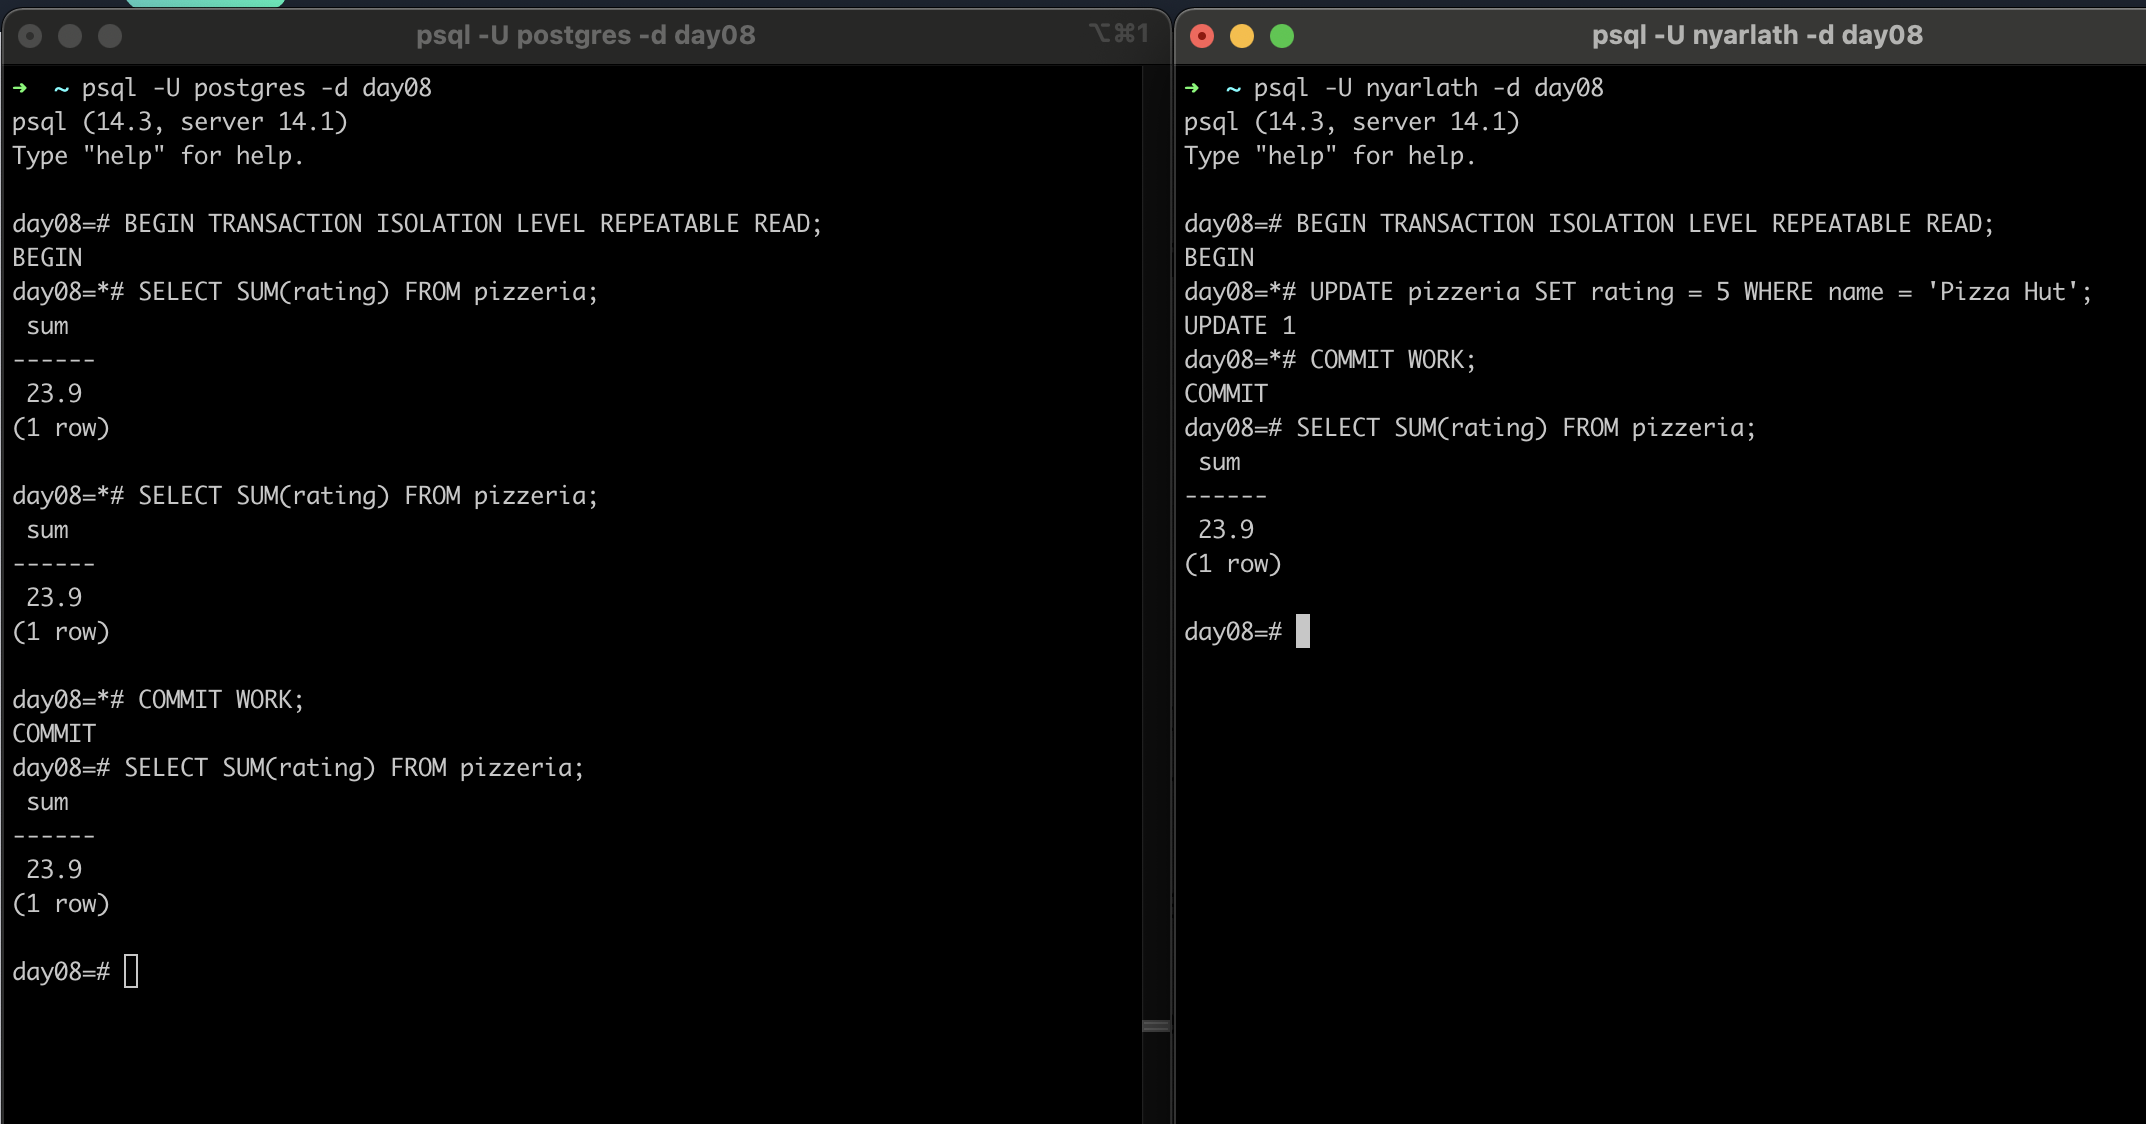 psql -U postgres -d day08
⌥⌘1
➜  ~ psql -U postgres -d day08
psql (14.3, server 14.1)
Type "help" for help.
day08=# BEGIN TRANSACTION ISOLATION LEVEL REPEATABLE READ;
BEGIN
day08=*# SELECT SUM(rating) FROM pizzeria;
 sum
------
 23.9
(1 row)
day08=*# SELECT SUM(rating) FROM pizzeria;
 sum
------
 23.9
(1 row)
day08=*# COMMIT WORK;
COMMIT
day08=# SELECT SUM(rating) FROM pizzeria;
 sum
------
 23.9
(1 row)
day08=#
psql -U nyarlath -d day08
➜  ~ psql -U nyarlath -d day08
psql (14.3, server 14.1)
Type "help" for help.
day08=# BEGIN TRANSACTION ISOLATION LEVEL REPEATABLE READ;
BEGIN
day08=*# UPDATE pizzeria SET rating = 5 WHERE name = 'Pizza Hut';
UPDATE 1
day08=*# COMMIT WORK;
COMMIT
day08=# SELECT SUM(rating) FROM pizzeria;
 sum
------
 23.9
(1 row)
day08=#